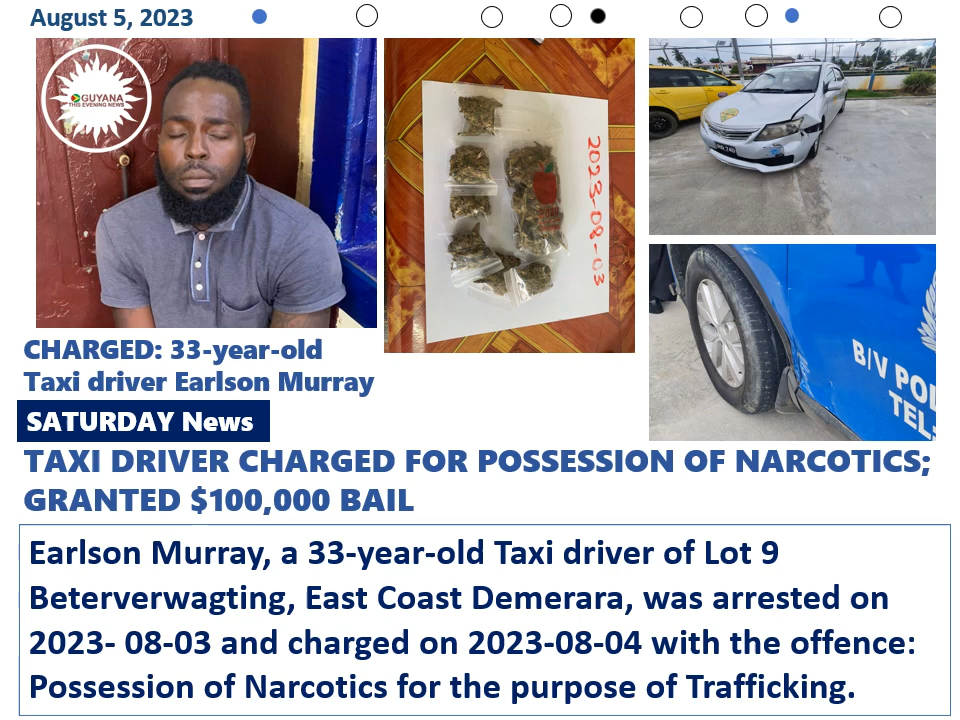 August 5, 2023
GUYANA
THIS EVENING NEWS
2023-08-03
B/V POL
TEL:
CHARGED: 33-year-old
Taxi driver Earlson Murray
SATURDAY News
TAXI DRIVER CHARGED FOR POSSESSION OF NARCOTICS;
GRANTED $100,000 BAIL
Earlson Murray, a 33-year-old Taxi driver of Lot 9
Beterverwagting, East Coast Demerara, was arrested on
2023- 08-03 and charged on 2023-08-04 with the offence:
Possession of Narcotics for the purpose of Trafficking.